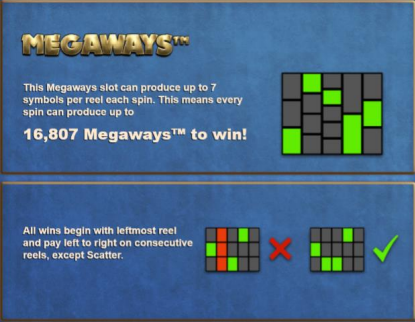 MEGAWAYS™
This Megaways slot can produce up to 7
symbols per reel each spin. This means every
spin can produce up to
16,807 Megaways™ to win!
All wins begin with leftmost reel
and pay left to right on consecutive
reels, except Scatter.